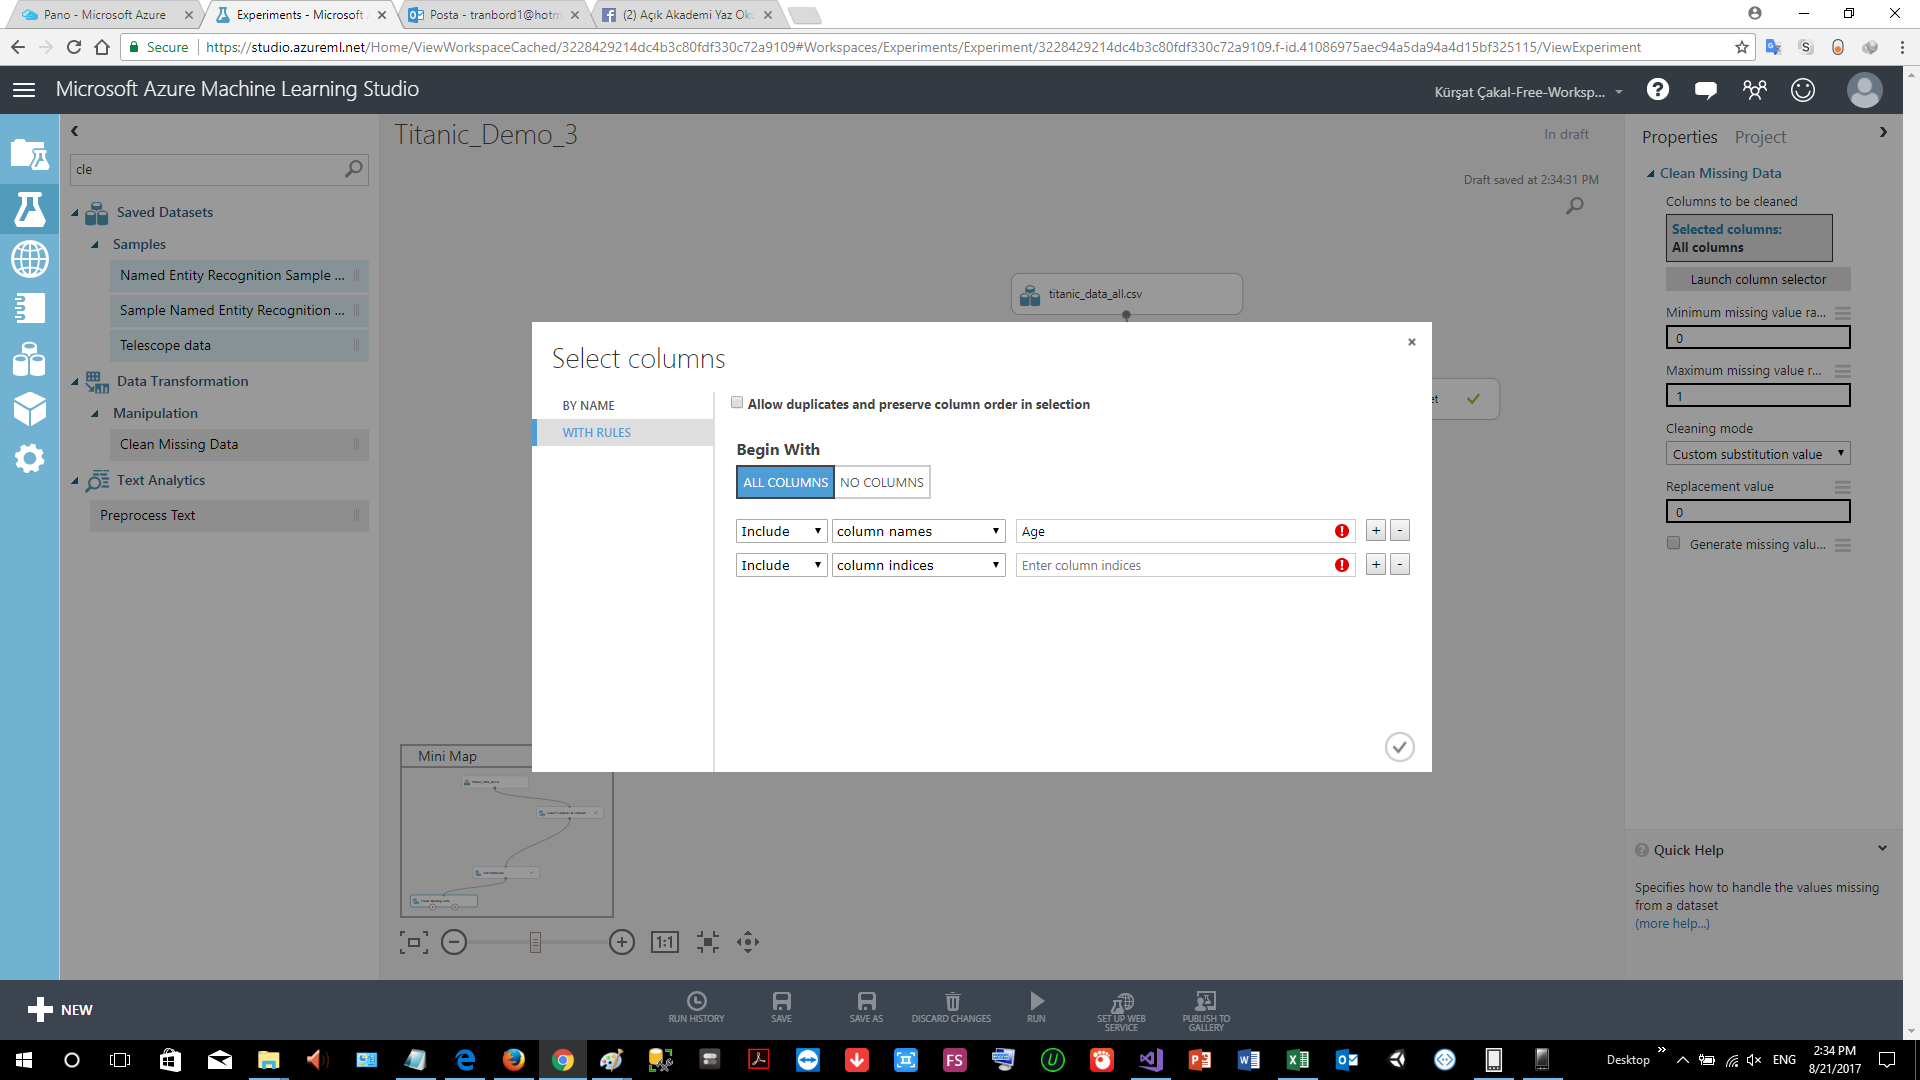 Pano - Microsoft Azure
Experiments - Microsoft
Posta - tranbord1@hotm
(2) Açık Akademi Yaz Oku
Secure
https://studio.azureml.net/Home/ViewWorkspaceCached/3228429214dc4b3c80fdf330c72a9109#Workspaces/Experiments/Experiment/3228429214dc4b3c80fdf330c72a9109.f-id.41086975aec94a5da94a4d15bf325115/ViewExperiment
Microsoft Azure Machine Learning Studio
Kürşat Çakal-Free-Worksp...
cle
Saved Datasets
Samples
Named Entity Recognition Sample ...
Sample Named Entity Recognition ...
Telescope data
Data Transformation
Manipulation
Clean Missing Data
Text Analytics
Preprocess Text
Titanic_Demo_3
In draft
Draft saved at 2:34:31 PM
titanic_data_all.csv
et
Select columns
BY NAME
WITH RULES
Allow duplicates and preserve column order in selection
Begin With
ALL COLUMNS NO COLUMNS
Include column names Age + -
Include column indices Enter column indices + -
Mini Map
1:1
Properties Project
Clean Missing Data
Columns to be cleaned
Selected columns:
All columns
Launch column selector
Minimum missing value ra...
0
Maximum missing value r...
1
Cleaning mode
Custom substitution value
Replacement value
0
Generate missing valu...
Quick Help
Specifies how to handle the values missing
from a dataset
(more help...)
NEW
RUN HISTORY
SAVE
SAVE AS
DISCARD CHANGES
RUN
SET UP WEB
SERVICE
PUBLISH TO
GALLERY
FS
Desktop
ENG
2:34 PM
8/21/2017